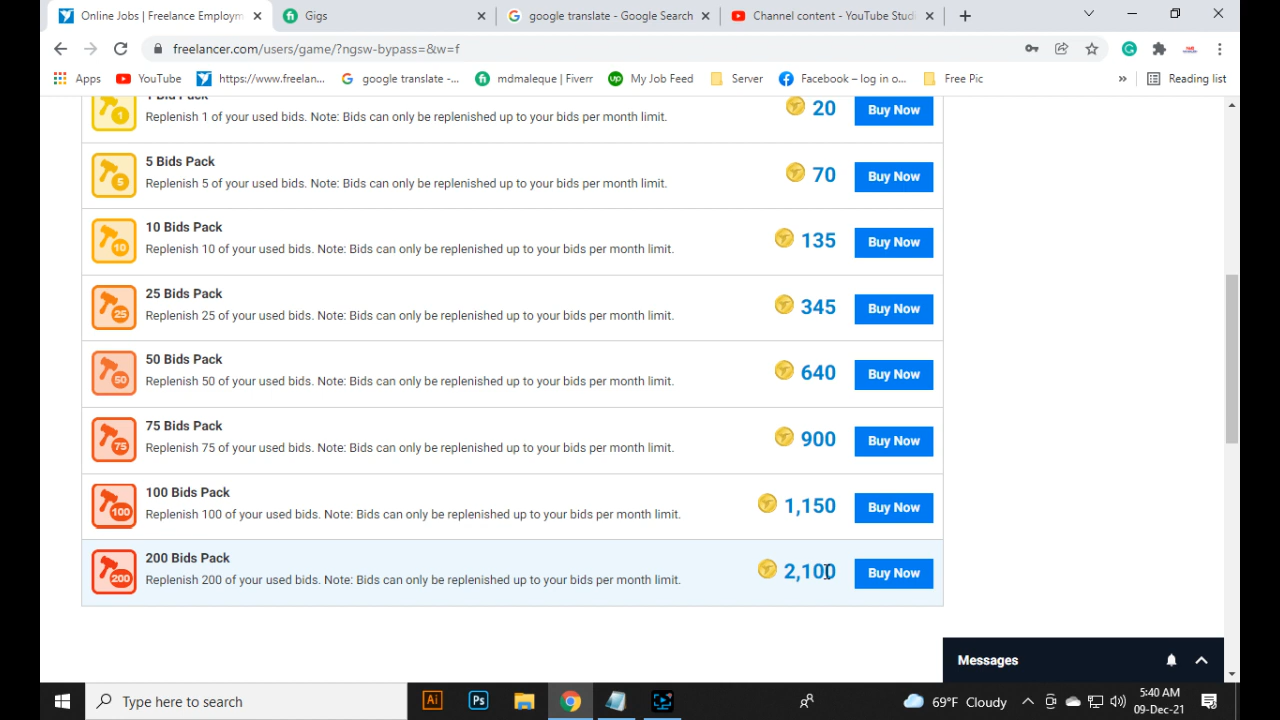 Online Jobs | Freelance Employm
Gigs
google translate - Google Search
Channel content - YouTube Studi
freelancer.com/users/game/?ngsw-bypass=&w=f
Apps
YouTube
https://www.freelan...
google translate -...
mdmaleque | Fiverr
My Job Feed
Server
Facebook – log in o...
Free Pic
»
Reading list
1 Bid Pack
1
Replenish 1 of your used bids. Note: Bids can only be replenished up to your bids per month limit.
20
Buy Now
5 Bids Pack
5
Replenish 5 of your used bids. Note: Bids can only be replenished up to your bids per month limit.
70
Buy Now
10 Bids Pack
10
Replenish 10 of your used bids. Note: Bids can only be replenished up to your bids per month limit.
135
Buy Now
25 Bids Pack
25
Replenish 25 of your used bids. Note: Bids can only be replenished up to your bids per month limit.
345
Buy Now
50 Bids Pack
50
Replenish 50 of your used bids. Note: Bids can only be replenished up to your bids per month limit.
640
Buy Now
75 Bids Pack
75
Replenish 75 of your used bids. Note: Bids can only be replenished up to your bids per month limit.
900
Buy Now
100 Bids Pack
100
Replenish 100 of your used bids. Note: Bids can only be replenished up to your bids per month limit.
1,150
Buy Now
200 Bids Pack
200
Replenish 200 of your used bids. Note: Bids can only be replenished up to your bids per month limit.
2,100
Buy Now
Messages
Type here to search
Ai
Ps
69°F Cloudy
5:40 AM
09-Dec-21